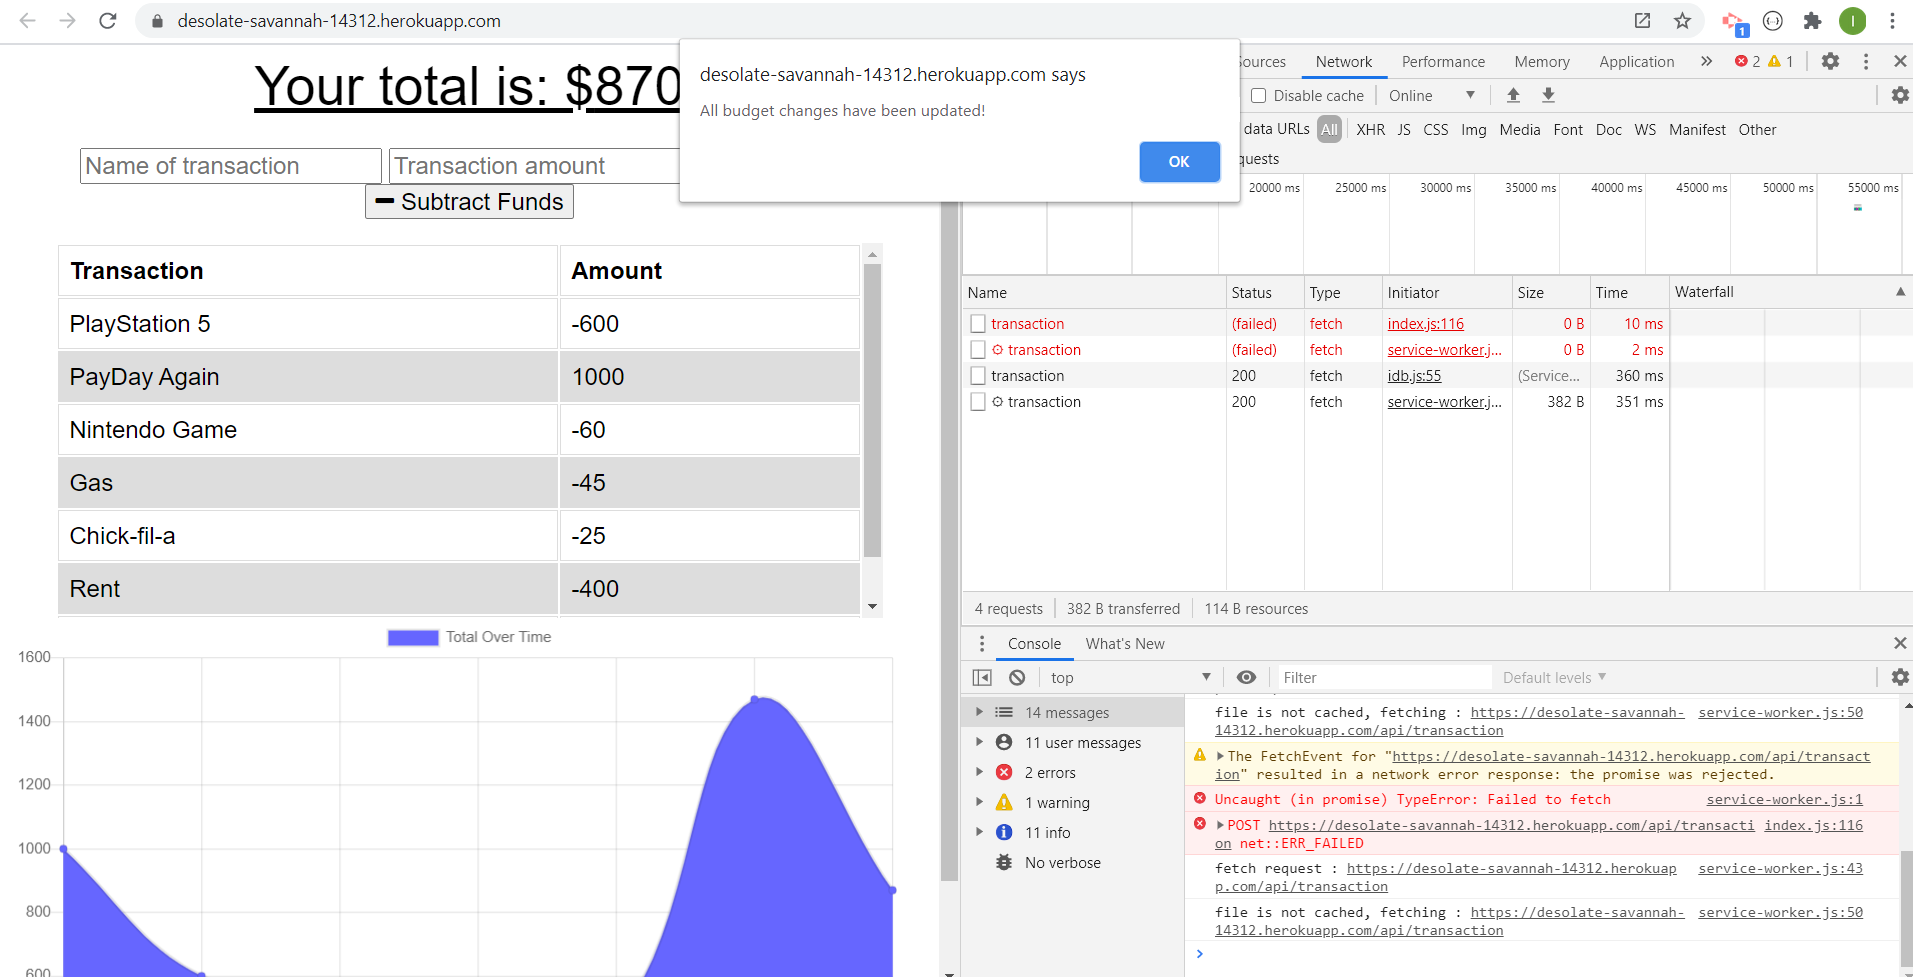 desolate-savannah-14312.herokuapp.com
1
I
Your total is: $870
Name of transaction
Transaction amount
Subtract Funds
Transaction Amount
PlayStation 5 -600
PayDay Again 1000
Nintendo Game -60
Gas -45
Chick-fil-a -25
Rent -400
Total Over Time
1600
1400
1200
1000
800
600
desolate-savannah-14312.herokuapp.com says
All budget changes have been updated!
OK
ources Network Performance Memory Application » 2 1
Disable cache Online
data URLs All XHR JS CSS Img Media Font Doc WS Manifest Other
quests
20000 ms 25000 ms 30000 ms 35000 ms 40000 ms 45000 ms 50000 ms 55000 ms
Name Status Type Initiator Size Time Waterfall
transaction (failed) fetch index.js:116 0 B 10 ms
transaction (failed) fetch service-worker.j... 0 B 2 ms
transaction 200 fetch idb.js:55 (Service... 360 ms
transaction 200 fetch service-worker.j... 382 B 351 ms
4 requests 382 B transferred 114 B resources
Console What's New
top Filter Default levels
14 messages
11 user messages
2 errors
1 warning
11 info
No verbose
file is not cached, fetching : https://desolate-savannah- service-worker.js:50
14312.herokuapp.com/api/transaction
The FetchEvent for "https://desolate-savannah-14312.herokuapp.com/api/transact
ion" resulted in a network error response: the promise was rejected.
Uncaught (in promise) TypeError: Failed to fetch service-worker.js:1
POST https://desolate-savannah-14312.herokuapp.com/api/transacti index.js:116
on net::ERR_FAILED
fetch request : https://desolate-savannah-14312.herokuap service-worker.js:43
p.com/api/transaction
file is not cached, fetching : https://desolate-savannah- service-worker.js:50
14312.herokuapp.com/api/transaction